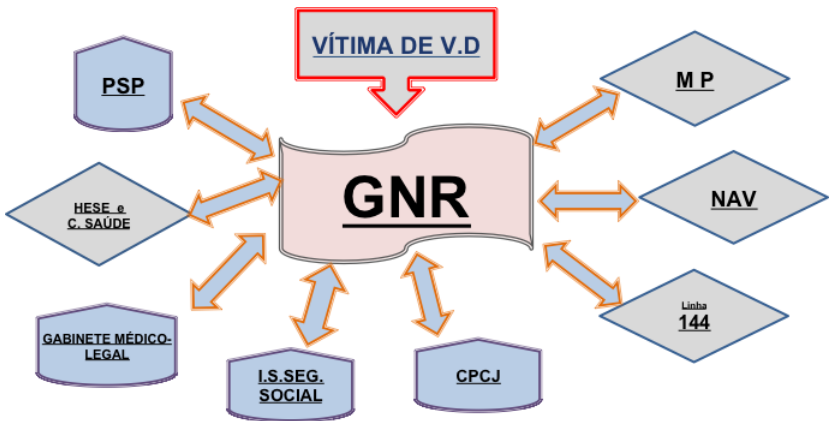 VÍTIMA DE V.D
PSP
M P
GNR
HESE e
C. SAÚDE
NAV
Linha
144
GABINETE MÉDICO-
LEGAL
I.S.SEG.
SOCIAL
CPCJ